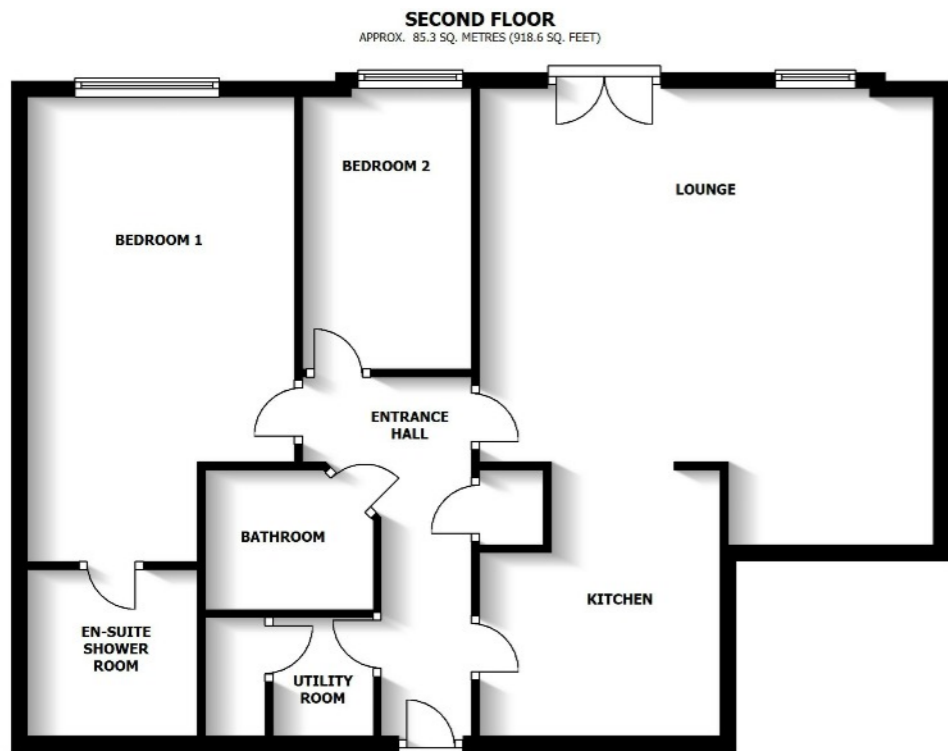 SECOND FLOOR
APPROX. 85.3 SQ. METRES (918.6 SQ. FEET)
BEDROOM 2
LOUNGE
BEDROOM 1
ENTRANCE
HALL
BATHROOM
KITCHEN
EN-SUITE
SHOWER
ROOM
UTILITY
ROOM